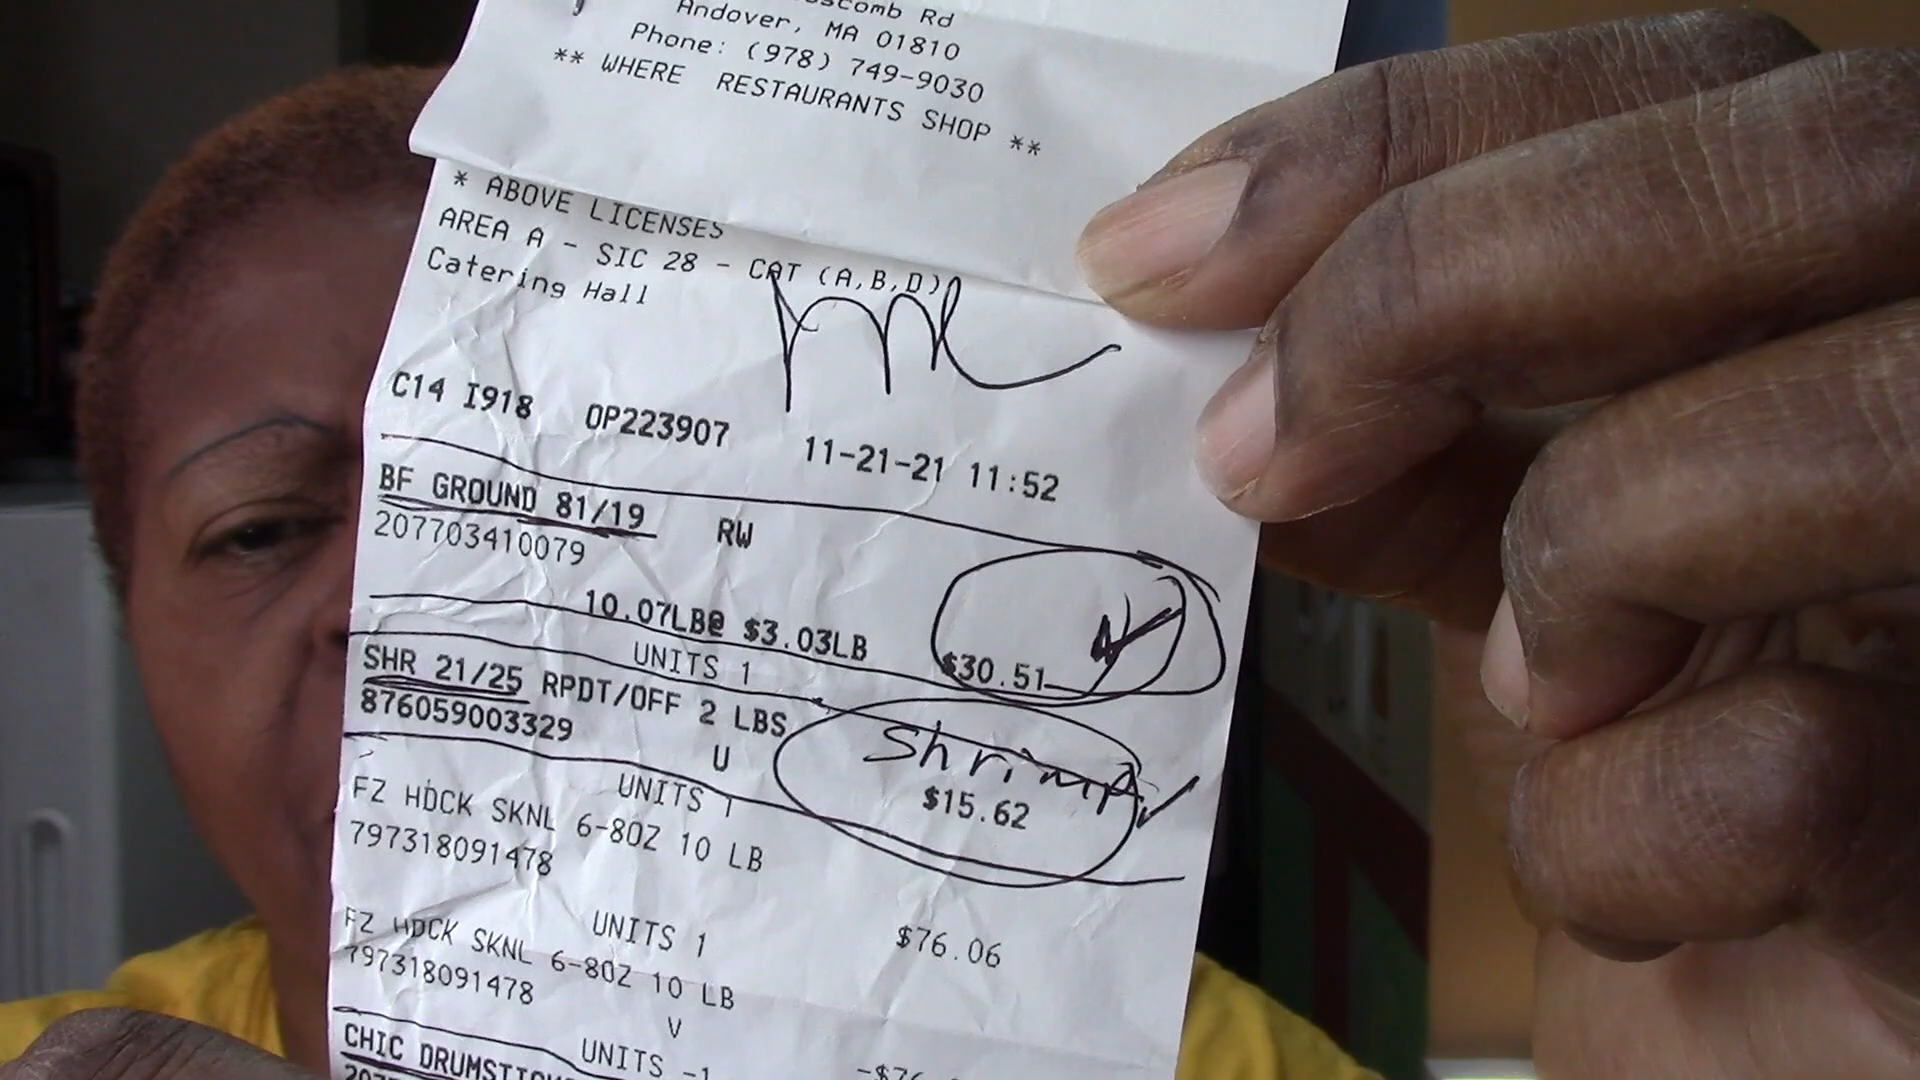 Rd
Andover, MA 01810
Phone: (978) 749-9030
** WHERE RESTAURANTS SHOP **
* ABOVE LICENSES
AREA A - SIC 28 - CAT (A,B,D)
Catering Hall
C14 I918 OP223907 11-21-21 11:52
BF GROUND 81/19 RW
207703410079
10.07LB@ $3.03LB $30.51
UNITS 1
SHR 21/25 RPDT/OFF 2 LBS
Shrimp
876059003329 U $15.62
UNITS 1
FZ HDCK SKNL 6-8OZ 10 LB
797318091478
UNITS 1 $76.06
FZ HDCK SKNL 6-8OZ 10 LB
797318091478 V
UNITS -1
CHIC